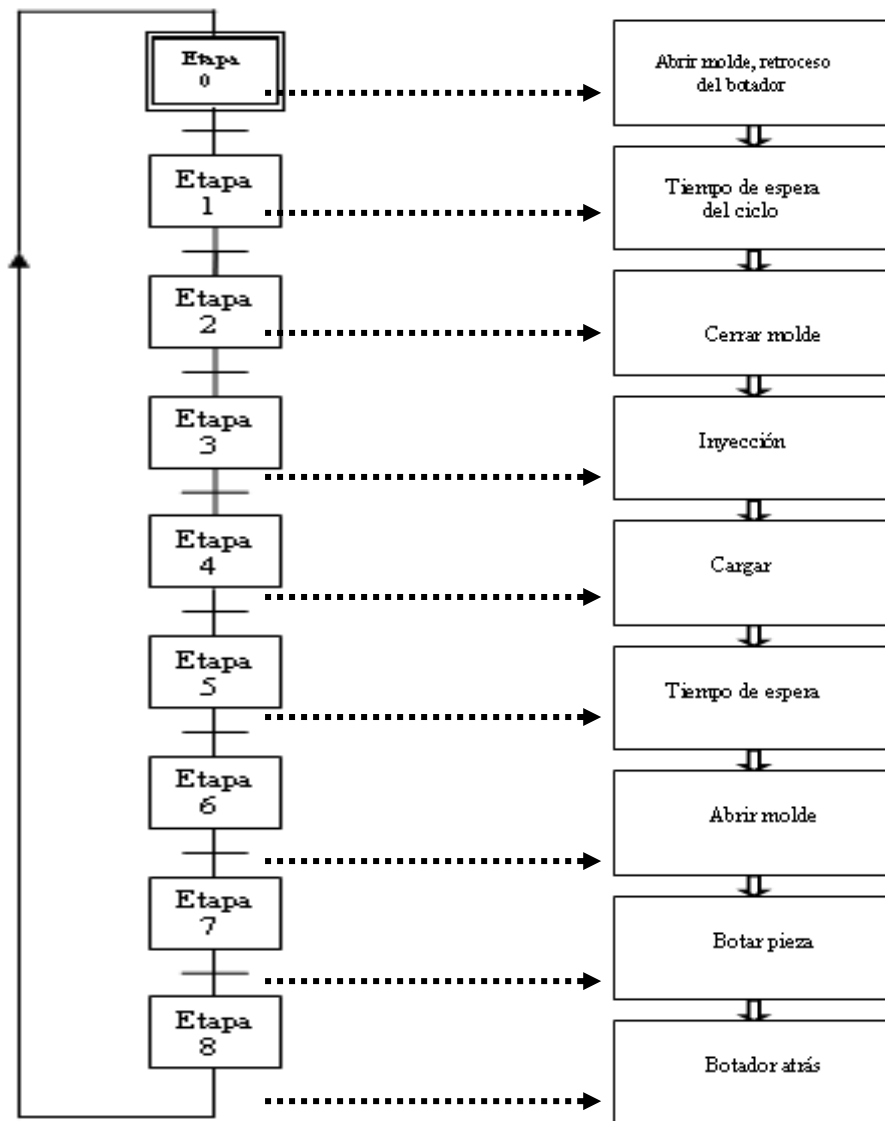 Etapa
0
Abrir molde, retroceso
del botador
Etapa
1
Tiempo de espera
del ciclo
Etapa
2
Cerrar molde
Etapa
3
Inyección
Etapa
4
Cargar
Etapa
5
Tiempo de espera
Etapa
6
Abrir molde
Etapa
7
Botar pieza
Etapa
8
Botador atrás